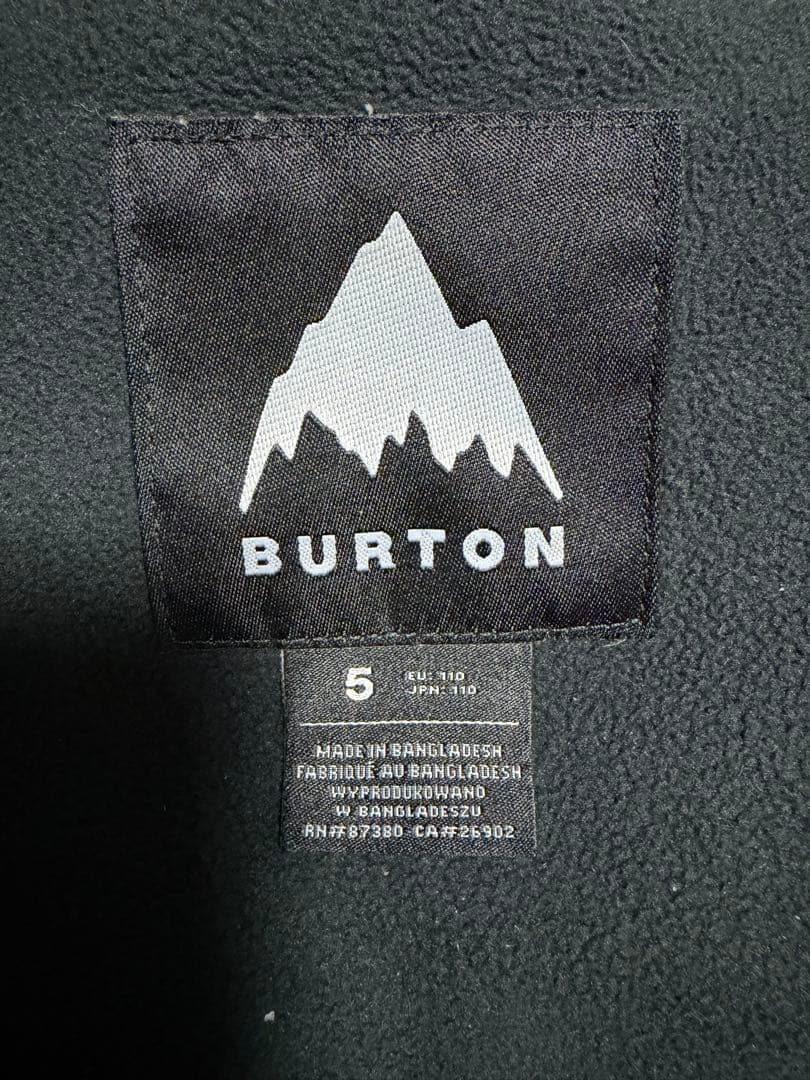 BURTON
5 EU: 110
JPN: 110
MADE IN BANGLADESH
FABRIQUÉ AU BANGLADESH
WYPRODUKOWANO
W BANGLADESZU
RN#87380 CA#26902